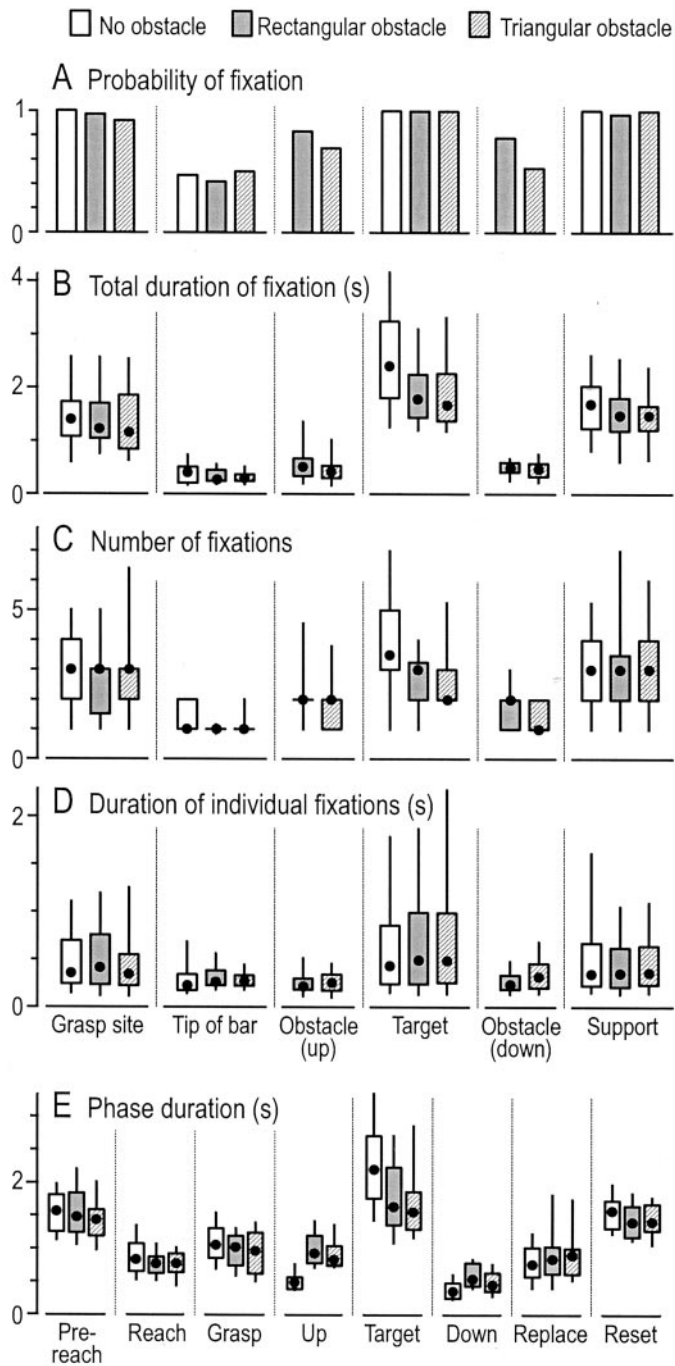 No obstacle Rectangular obstacle Triangular obstacle
A Probability of fixation
1
0
B Total duration of fixation (s)
4
2
0
C Number of fixations
5
0
D Duration of individual fixations (s)
2
0
Grasp site Tip of bar Obstacle (up) Target Obstacle (down) Support
E Phase duration (s)
2
0
Pre-reach Reach Grasp Up Target Down Replace Reset